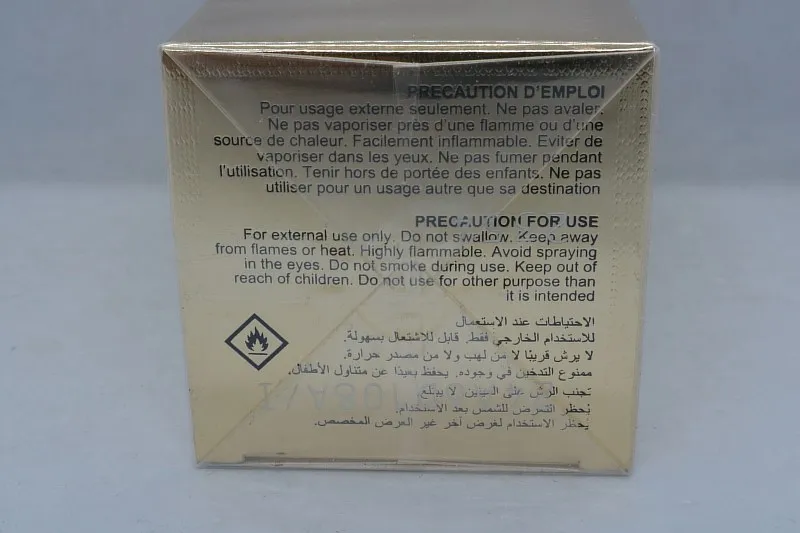 PRECAUTION D'EMPLOI
Pour usage externe seulement. Ne pas avaler.
Ne pas vaporiser près d'une flamme ou d'une
source de chaleur. Facilement inflammable. Eviter de
vaporiser dans les yeux. Ne pas fumer pendant
l'utilisation. Tenir hors de portée des enfants. Ne pas
utiliser pour un usage autre que sa destination
PRECAUTION FOR USE
For external use only. Do not swallow. Keep away
from flames or heat. Highly flammable. Avoid spraying
in the eyes. Do not smoke during use. Keep out of
reach of children. Do not use for other purpose than
it is intended
الاحتياطات عند الاستعمال
للاستخدام الخارجي فقط. قابل للاشتعال بسهولة.
لا يرش قريبًا لا من لهب ولا من مصدر حرارة.
ممنوع التدخين في وجوده. يحفظ بعيدًا عن متناول الأطفال.
تجنب الرش على العينين. لا يبتلع
يُحظر التعرض للشمس بعد الاستخدام.
يُحظر الاستخدام لغرض آخر غير الغرض المخصص.